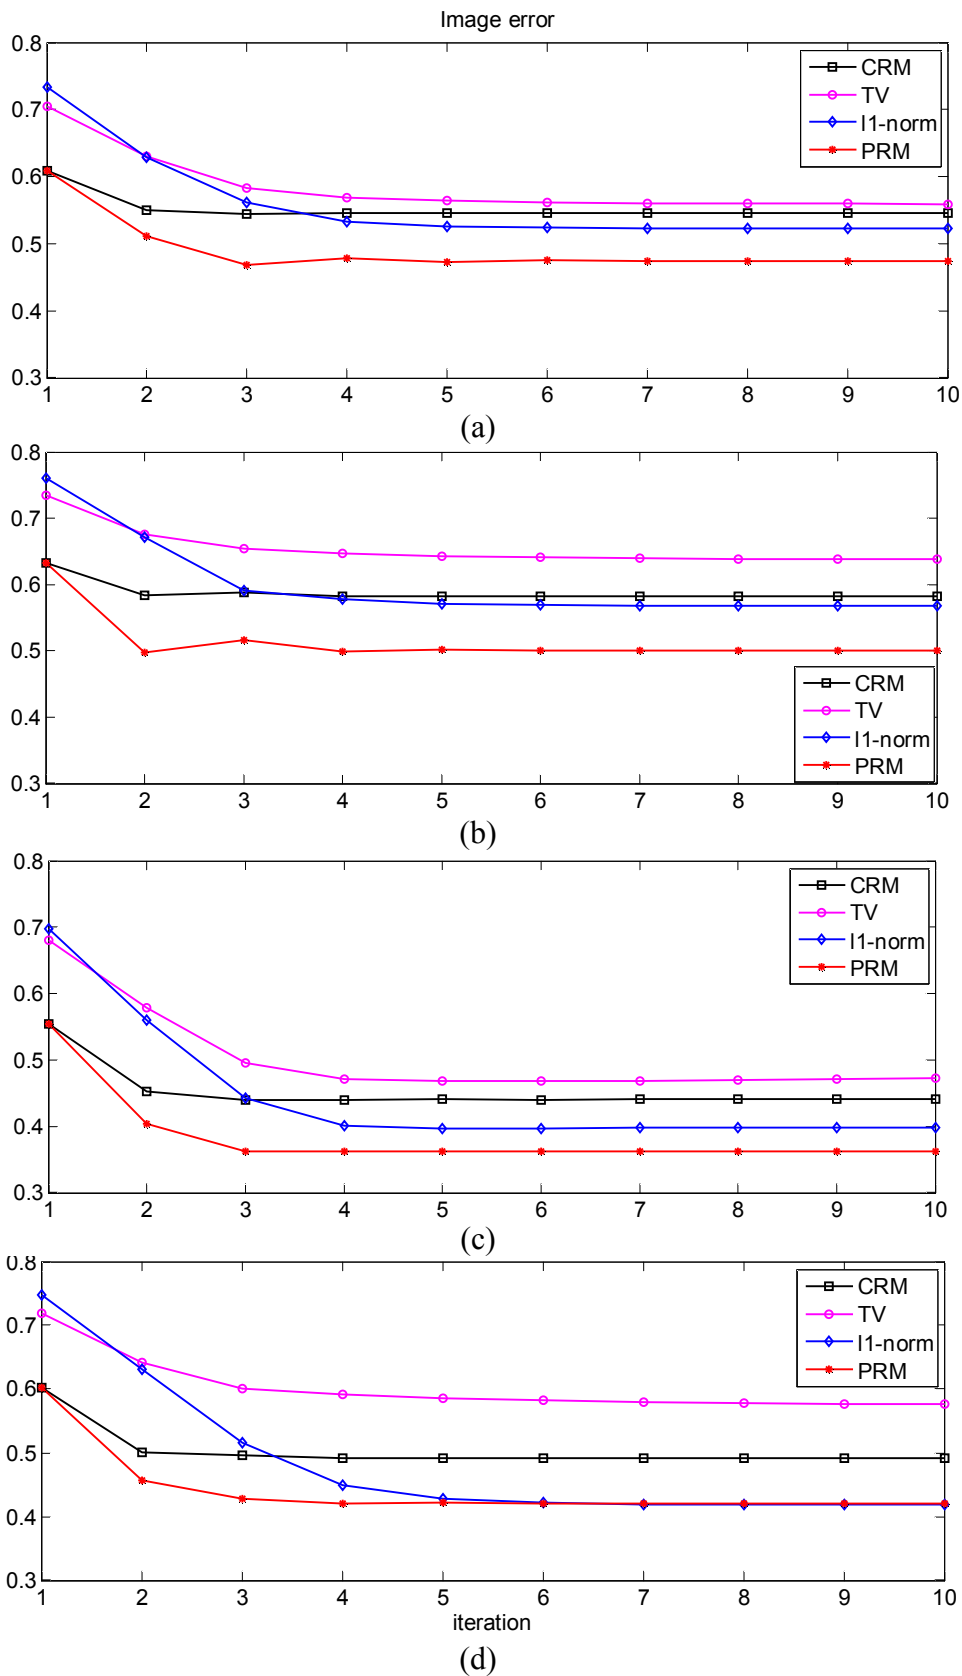 Image error
0.8
0.7
0.6
0.5
0.4
0.3
CRM
TV
l1-norm
PRM
1 2 3 4 5 6 7 8 9 10
(a)
0.8
0.7
0.6
0.5
0.4
0.3
CRM
TV
l1-norm
PRM
1 2 3 4 5 6 7 8 9 10
(b)
0.8
0.7
0.6
0.5
0.4
0.3
CRM
TV
l1-norm
PRM
1 2 3 4 5 6 7 8 9 10
(c)
0.8
0.7
0.6
0.5
0.4
0.3
CRM
TV
l1-norm
PRM
1 2 3 4 5 6 7 8 9 10
iteration
(d)